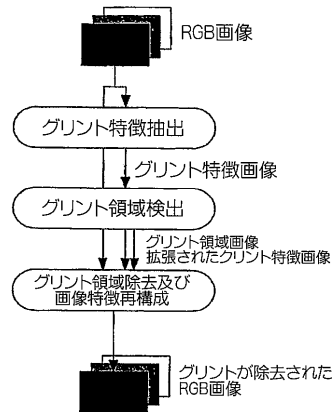 RGB画像
グリント特徴抽出
グリント特徴画像
グリント領域検出
グリント領域画像
拡張されたクリント特徴画像
グリント領域除去及び
画像特徴再構成
グリントが除去された
RGB画像